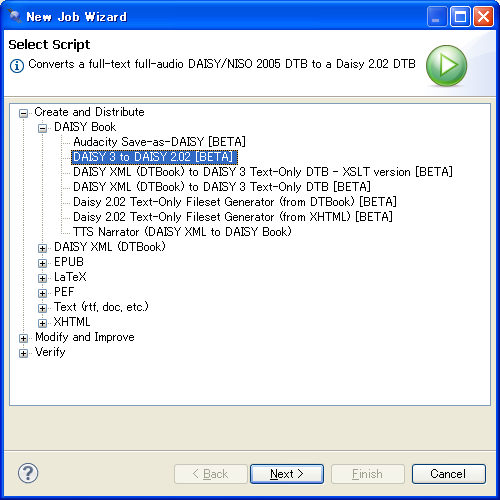 New Job Wizard
Select Script
Converts a full-text full-audio DAISY/NISO 2005 DTB to a Daisy 2.02 DTB
Create and Distribute
DAISY Book
Audacity Save-as-DAISY [BETA]
DAISY 3 to DAISY 2.02 [BETA]
DAISY XML (DTBook) to DAISY 3 Text-Only DTB - XSLT version [BETA]
DAISY XML (DTBook) to DAISY 3 Text-Only DTB [BETA]
Daisy 2.02 Text-Only Fileset Generator (from DTBook) [BETA]
Daisy 2.02 Text-Only Fileset Generator (from XHTML) [BETA]
TTS Narrator (DAISY XML to DAISY Book)
DAISY XML (DTBook)
EPUB
LaTeX
PEF
Text (rtf, doc, etc.)
XHTML
Modify and Improve
Verify
? < Back Next > Finish Cancel